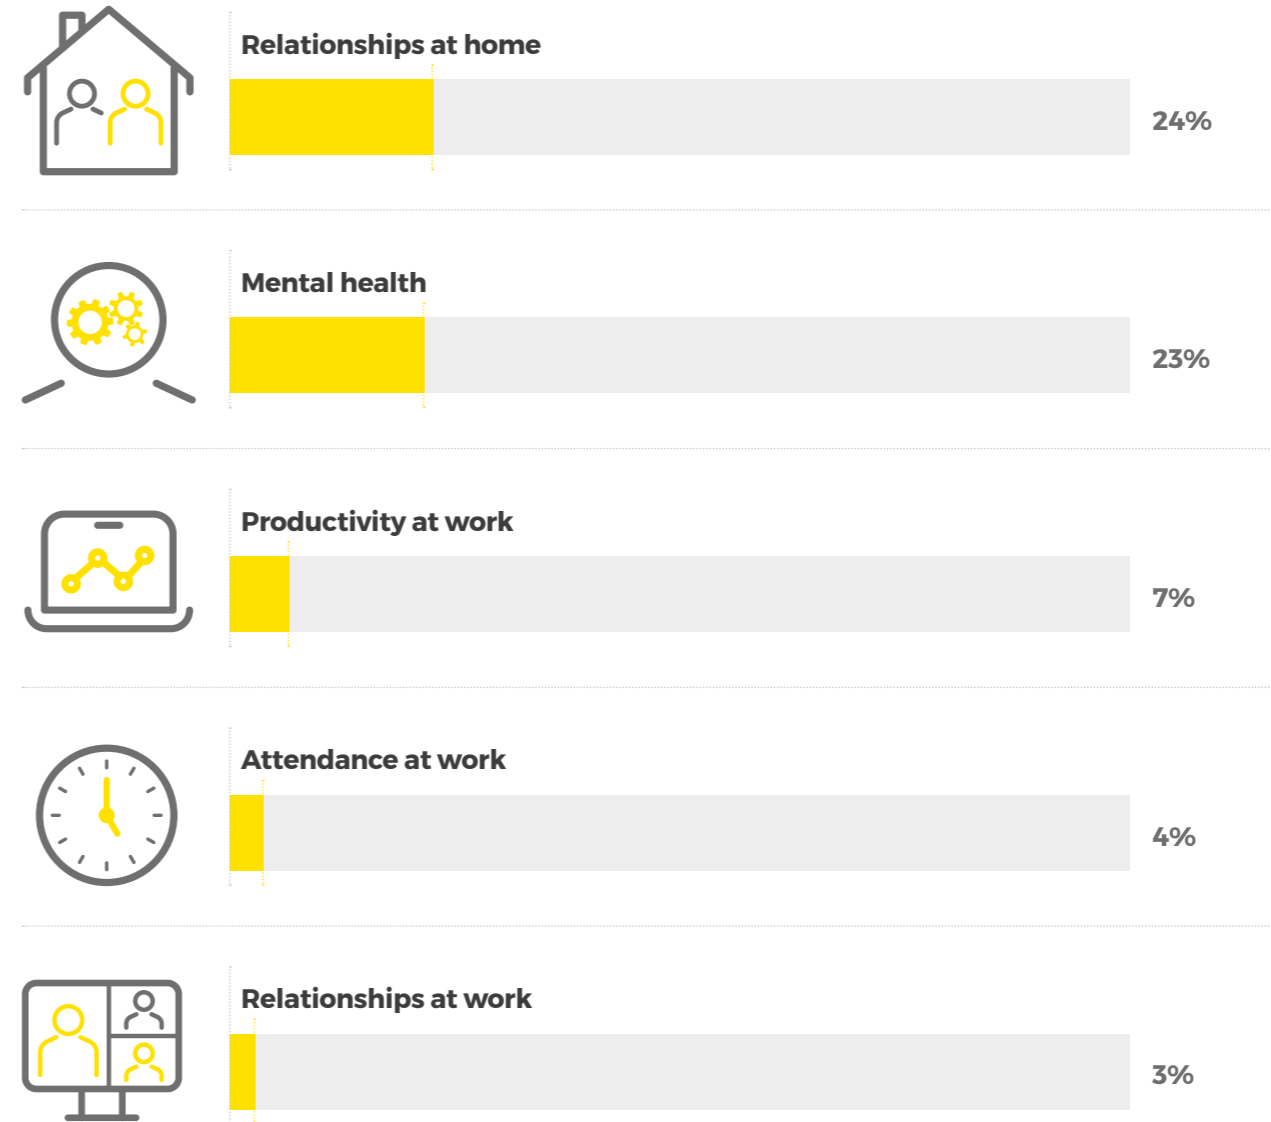 Relationships at home
24%
Mental health
23%
Productivity at work
7%
Attendance at work
4%
Relationships at work
3%